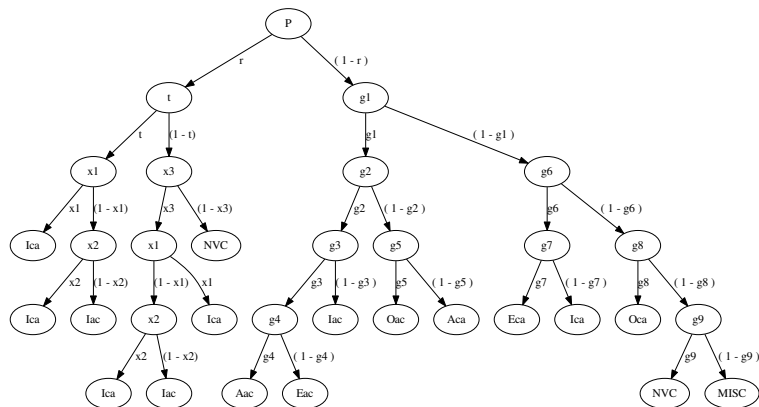 P
r
( 1 - r )
t
g1
t
(1 - t)
g1
( 1 - g1 )
x1
x3
g2
g6
x1
(1 - x1)
x3
(1 - x3)
g2
( 1 - g2 )
g6
( 1 - g6 )
Ica
x2
x1
NVC
g3
g5
g7
g8
x2
(1 - x2)
(1 - x1)
x1
g3
( 1 - g3 )
g5
( 1 - g5 )
g7
( 1 - g7 )
g8
( 1 - g8 )
Ica
Iac
x2
Ica
g4
Iac
Oac
Aca
Eca
Ica
Oca
g9
x2
(1 - x2)
g4
( 1 - g4 )
g9
( 1 - g9 )
Ica
Iac
Aac
Eac
NVC
MISC